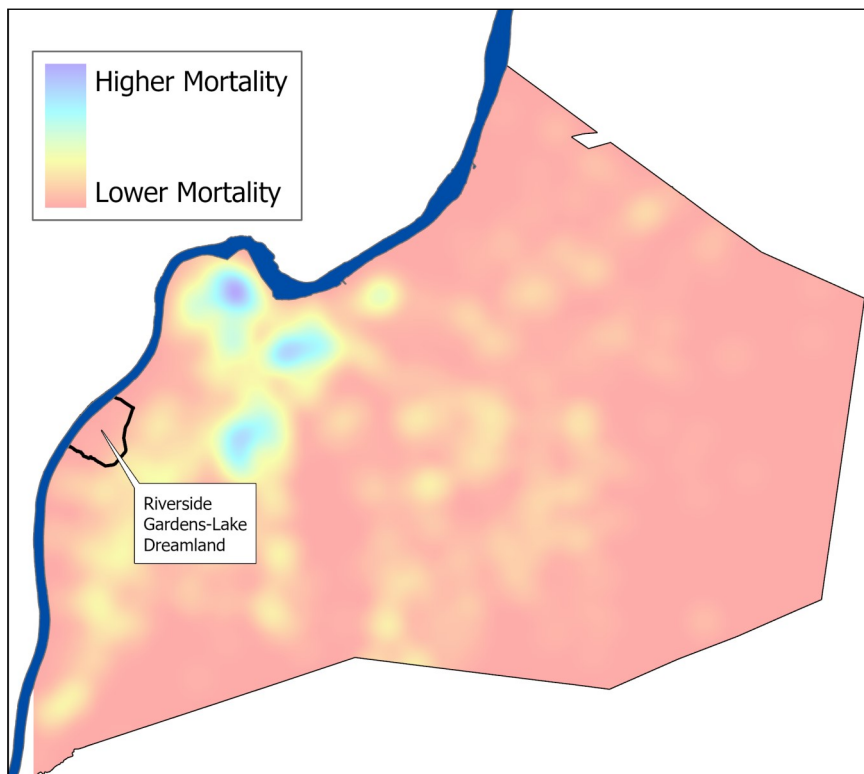 Higher Mortality
Lower Mortality
Riverside
Gardens-Lake
Dreamland